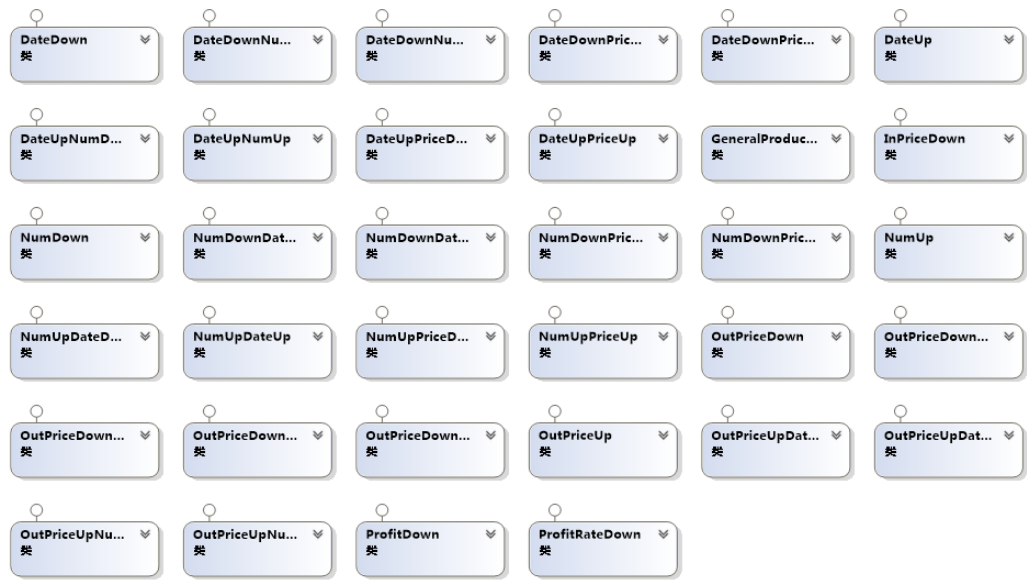 DateDown
类
DateDownNu...
类
DateDownNu...
类
DateDownPric...
类
DateDownPric...
类
DateUp
类
DateUpNumD...
类
DateUpNumUp
类
DateUpPriceD...
类
DateUpPriceUp
类
GeneralProduc...
类
InPriceDown
类
NumDown
类
NumDownDat...
类
NumDownDat...
类
NumDownPric...
类
NumDownPric...
类
NumUp
类
NumUpDateD...
类
NumUpDateUp
类
NumUpPriceD...
类
NumUpPriceUp
类
OutPriceDown
类
OutPriceDown...
类
OutPriceDown...
类
OutPriceDown...
类
OutPriceDown...
类
OutPriceUp
类
OutPriceUpDat...
类
OutPriceUpDat...
类
OutPriceUpNu...
类
OutPriceUpNu...
类
ProfitDown
类
ProfitRateDown
类